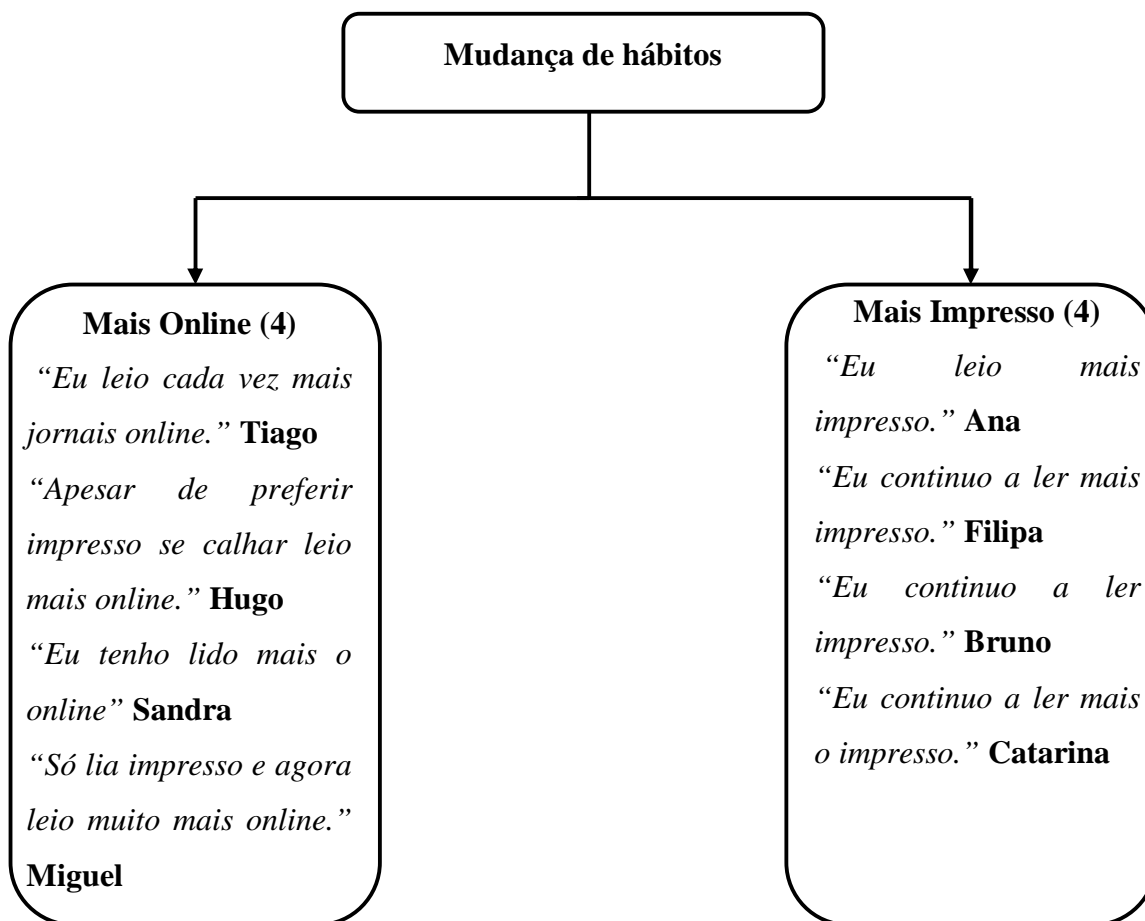 Mudança de hábitos
Mais Online (4)
“Eu leio cada vez mais
jornais online.” Tiago
“Apesar de preferir
impresso se calhar leio
mais online.” Hugo
“Eu tenho lido mais o
online” Sandra
“Só lia impresso e agora
leio muito mais online.”
Miguel
Mais Impresso (4)
“Eu leio mais
impresso.” Ana
“Eu continuo a ler mais
impresso.” Filipa
“Eu continuo a ler
impresso.” Bruno
“Eu continuo a ler mais
o impresso.” Catarina